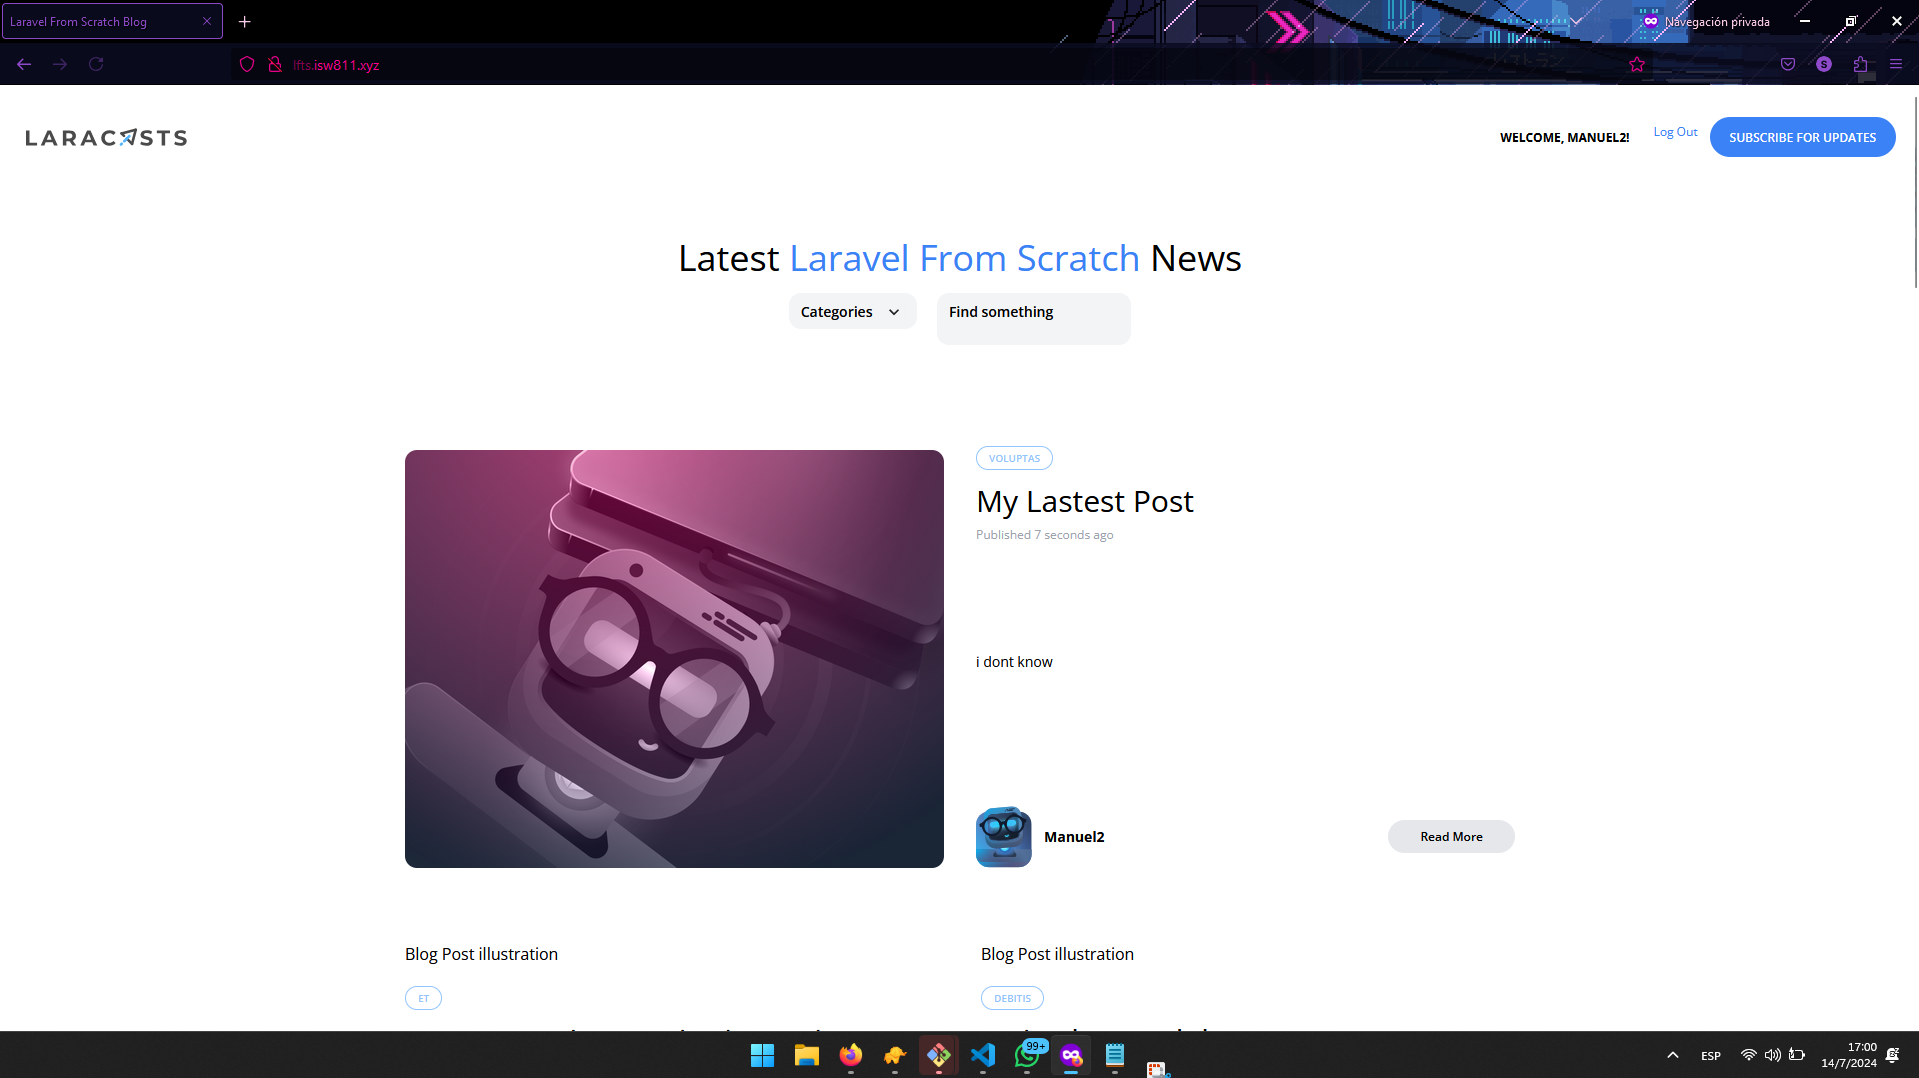 Laravel From Scratch Blog
Navegación privada
lfts.isw811.xyz
LARACASTS
WELCOME, MANUEL2!
Log Out
SUBSCRIBE FOR UPDATES
Latest Laravel From Scratch News
Categories
Find something
VOLUPTAS
My Lastest Post
Published 7 seconds ago
i dont know
Manuel2
Read More
Blog Post illustration
Blog Post illustration
ET
DEBITIS
99+
ESP
17:00
14/7/2024